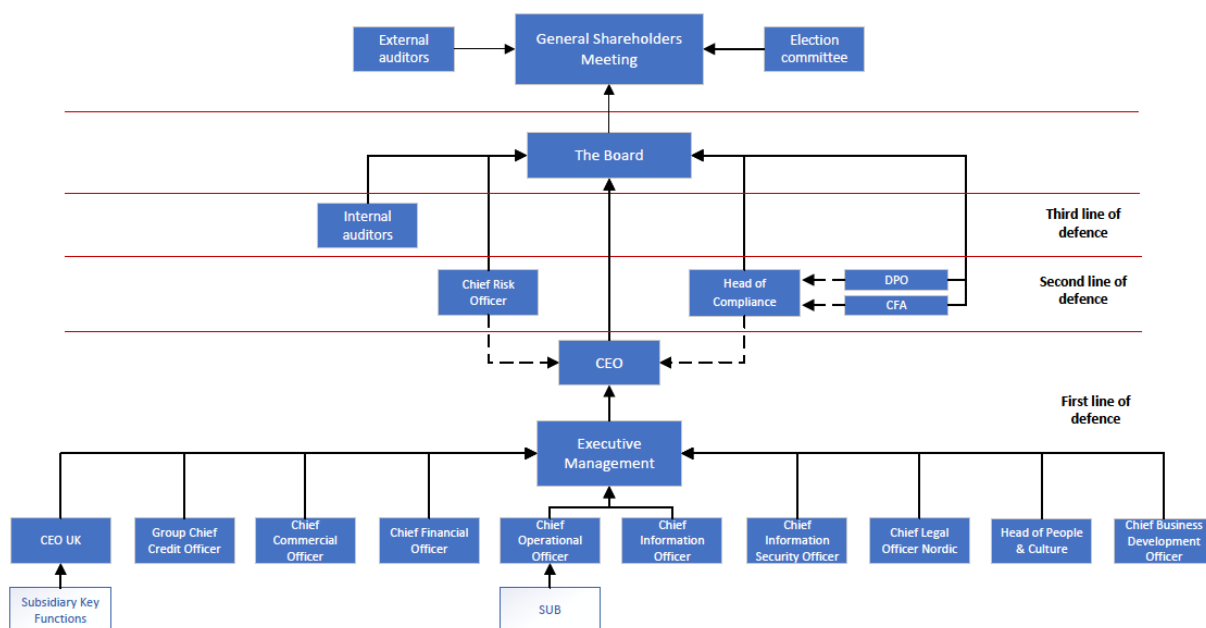 External
auditors
General Shareholders
Meeting
Election
committee
The Board
Internal
auditors
Third line of
defence
Chief Risk
Officer
Head of
Compliance
DPO
CFA
Second line of
defence
CEO
First line of
defence
Executive
Management
CEO UK
Group Chief
Credit Officer
Chief
Commercial
Officer
Chief Financial
Officer
Chief
Operational
Officer
Chief
Information
Officer
Chief
Information
Security Officer
Chief Legal
Officer Nordic
Head of People
& Culture
Chief Business
Development
Officer
Subsidiary Key
Functions
SUB